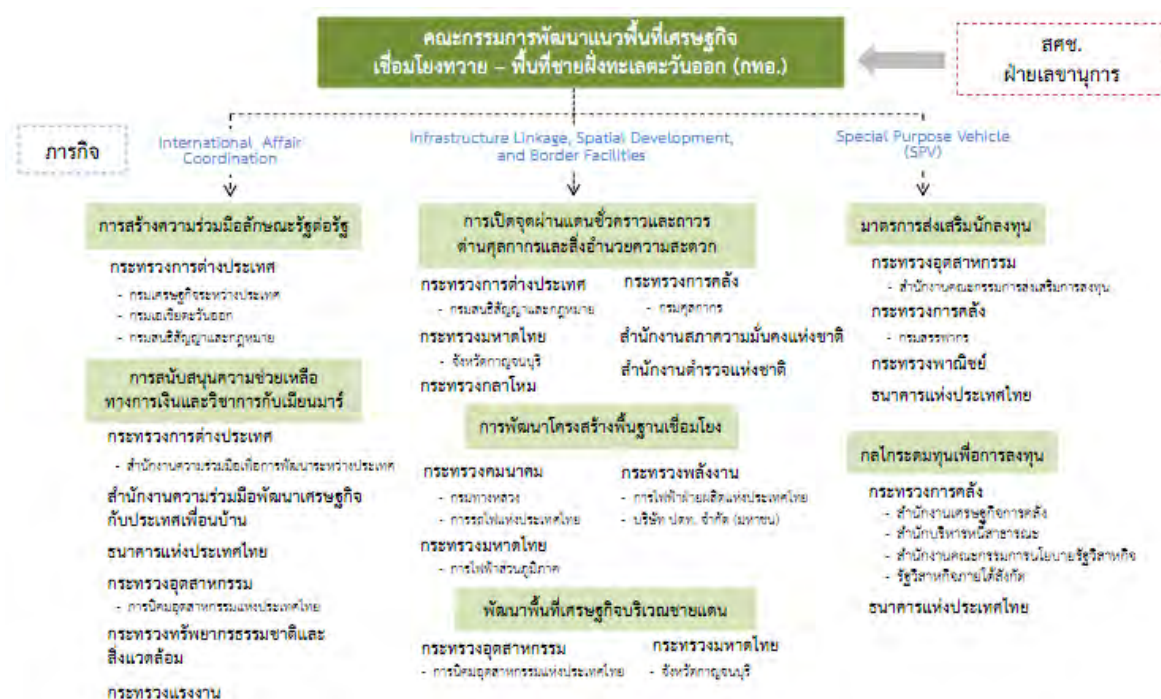 คณะกรรมการพัฒนาแนวพื้นที่เศรษฐกิจ
เชื่อมโยงทวาย – พื้นที่ชายฝั่งทะเลตะวันออก (กทอ.)
สศช.
ฝ่ายเลขานุการ
ภารกิจ
International Affair
Coordination
Infrastructure Linkage, Spatial Development,
and Border Facilities
Special Purpose Vehicle
(SPV)
การสร้างความร่วมมือลักษณะรัฐต่อรัฐ
กระทรวงการต่างประเทศ
- กรมเศรษฐกิจระหว่างประเทศ
- กรมเอเชียตะวันออก
- กรมสนธิสัญญาและกฎหมาย
การสนับสนุนความช่วยเหลือ
ทางการเงินและวิชาการกับเมียนมาร์
กระทรวงการต่างประเทศ
- สำนักงานความร่วมมือเพื่อการพัฒนาระหว่างประเทศ
สำนักงานความร่วมมือพัฒนาเศรษฐกิจ
กับประเทศเพื่อนบ้าน
ธนาคารแห่งประเทศไทย
กระทรวงอุตสาหกรรม
- การนิคมอุตสาหกรรมแห่งประเทศไทย
กระทรวงทรัพยากรธรรมชาติและ
สิ่งแวดล้อม
กระทรวงแรงงาน
การเปิดจุดผ่านแดนชั่วคราวและถาวร
ด่านศุลกากรและสิ่งอำนวยความสะดวก
กระทรวงการต่างประเทศ
- กรมสนธิสัญญาและกฎหมาย
กระทรวงมหาดไทย
- จังหวัดกาญจนบุรี
กระทรวงกลาโหม
กระทรวงการคลัง
- กรมศุลกากร
สำนักงานสภาความมั่นคงแห่งชาติ
สำนักงานตำรวจแห่งชาติ
การพัฒนาโครงสร้างพื้นฐานเชื่อมโยง
กระทรวงคมนาคม
- กรมทางหลวง
- การรถไฟแห่งประเทศไทย
กระทรวงมหาดไทย
- การไฟฟ้าส่วนภูมิภาค
กระทรวงพลังงาน
- การไฟฟ้าฝ่ายผลิตแห่งประเทศไทย
- บริษัท ปตท. จำกัด (มหาชน)
พัฒนาพื้นที่เศรษฐกิจบริเวณชายแดน
กระทรวงอุตสาหกรรม
- การนิคมอุตสาหกรรมแห่งประเทศไทย
กระทรวงมหาดไทย
- จังหวัดกาญจนบุรี
มาตรการส่งเสริมนักลงทุน
กระทรวงอุตสาหกรรม
- สำนักงานคณะกรรมการส่งเสริมการลงทุน
กระทรวงการคลัง
- กรมสรรพากร
กระทรวงพาณิชย์
ธนาคารแห่งประเทศไทย
กลไกระดมทุนเพื่อการลงทุน
กระทรวงการคลัง
- สำนักงานเศรษฐกิจการคลัง
- สำนักบริหารหนี้สาธารณะ
- สำนักงานคณะกรรมการนโยบายรัฐวิสาหกิจ
- รัฐวิสาหกิจภายใต้สังกัด
ธนาคารแห่งประเทศไทย